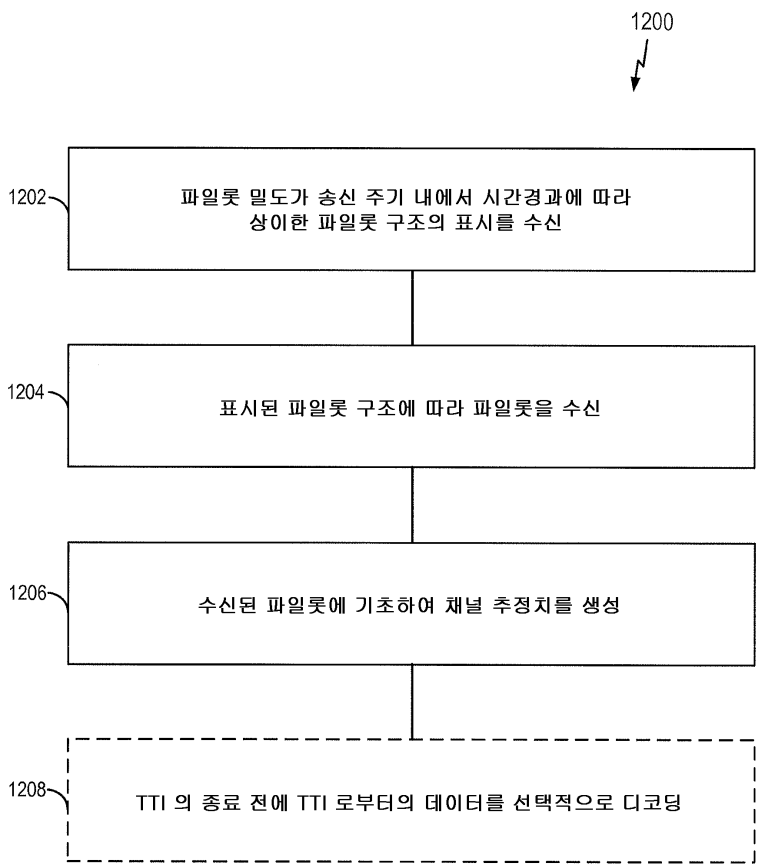 1200
1202
파일롯 밀도가 송신 주기 내에서 시간경과에 따라
상이한 파일롯 구조의 표시를 수신
1204
표시된 파일롯 구조에 따라 파일롯을 수신
1206
수신된 파일롯에 기초하여 채널 추정치를 생성
1208
TTI 의 종료 전에 TTI 로부터의 데이터를 선택적으로 디코딩